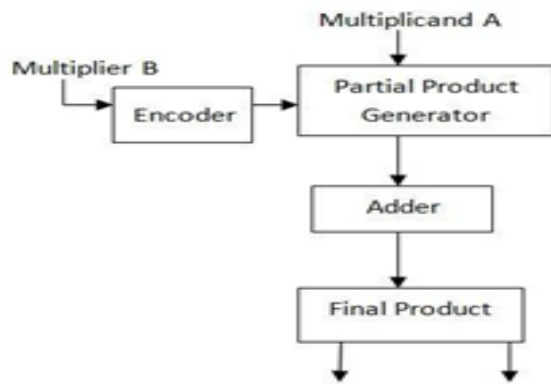 Multiplicand A
Multiplier B
Encoder
Partial Product
Generator
Adder
Final Product